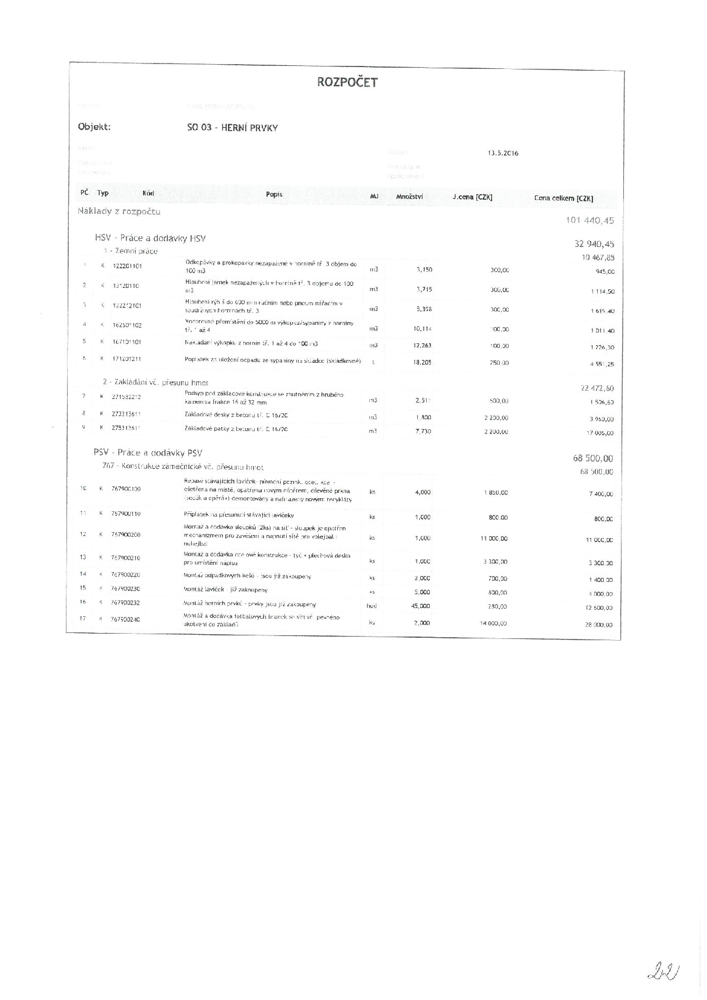 ROZPOČET
Objekt: SO 03 - HERNÍ PRVKY
13.5.2016
PČ Typ Kód Popis MJ Množství J.cena [CZK] Cena celkem [CZK]
Náklady z rozpočtu 101 440,45
HSV - Práce a dodávky HSV 32 940,45
1 - Zemní práce 10 467,85
1 K 122201101 Odkopávky a prokopávky nezapažené v hornině tř. 3 objem do m3 3,150 300,00 945,00
100 m3
2 K 13120110 Hloubení jamek nezapažených v hornině tř. 3 objemu do 100 m3 3,715 300,00 1 114,50
m3
3 K 132212101 Hloubení rýh š do 600 mm ručním nebo pneum nářadím v m3 5,398 300,00 1 619,40
soudržných horninách tř. 3
4 K 162601102 Vodorovné přemístění do 5000 m výkopku/sypaniny z horniny m3 10,114 100,00 1 011,40
tř. 1 až 4
5 K 167101101 Nakládání výkopku z hornin tř. 1 až 4 do 100 m3 m3 12,263 100,00 1 226,30
6 K 171201211 Poplatek za uložení odpadu ze sypaniny na skládce (skládkovné) t 18,205 250,00 4 551,25
2 - Zakládání vč. přesunu hmot 22 472,60
7 K 271532212 Podsyp pod základové konstrukce se zhutněním z hrubého m3 2,511 600,00 1 506,60
kameniva frakce 16 až 32 mm
8 K 273313611 Základové desky z betonu tř. C 16/20 m3 1,800 2 200,00 3 960,00
9 K 275313611 Základové patky z betonu tř. C 16/20 m3 7,730 2 200,00 17 006,00
PSV - Práce a dodávky PSV 68 500,00
767 - Konstrukce zámečnické vč. přesunu hmot 68 500,00
10 K 767900100 Repase stávajících laviček- původní pozink. ocel. kce - ks 4,000 1 850,00 7 400,00
ošetřena na místě, opatřena novým nátěrem, dřevěné prkna
(sedák a opěrák) demontovány a nahrazeny novými recykláty
11 K 767900110 Příplatek na přesunutí stávající lavičeky ks 1,000 800,00 800,00
12 K 767900200 Montáž a dodávka sloupků (2ks) na síť - sloupek je opatřen ks 1,000 11 000,00 11 000,00
mechanizmem pro zavěšení a napnutí sítě pro volejbal i
nohejbal
13 K 767900210 Montáž a dodávka ocelové konstrukce - tyč + plechová deska ks 1,000 3 300,00 3 300,00
pro umístění nápisu
14 K 767900220 Montáž odpadkových košů - jsou již zakoupeny ks 2,000 700,00 1 400,00
15 K 767900230 Montáž laviček - již zakoupeny ks 5,000 800,00 4 000,00
16 K 767900232 Montáž herních prvků - prvky jsou již zakoupeny hod 45,000 280,00 12 600,00
17 K 767900240 Montáž a dodávka fotbalových branek se sítí vč. pevného ks 2,000 14 000,00 28 000,00
ukotvení do základů
22